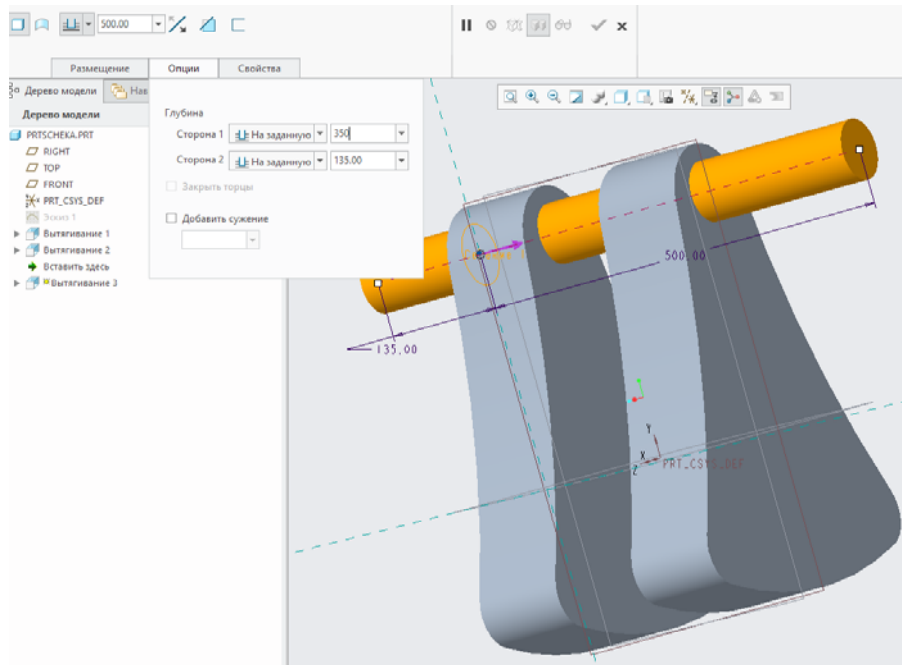 500.00
Размещение Опции Свойства
Дерево модели Нав
Дерево модели
PRTSCHEKA.PRT
RIGHT
TOP
FRONT
PRT_CSYS_DEF
Эскиз 1
Вытягивание 1
Вытягивание 2
Вставить здесь
Вытягивание 3
Глубина
Сторона 1 На заданную 350
Сторона 2 На заданную 135.00
Закрыть торцы
Добавить сужение
500.00
135.00
Y
X
Z
PRT_CSYS_DEF